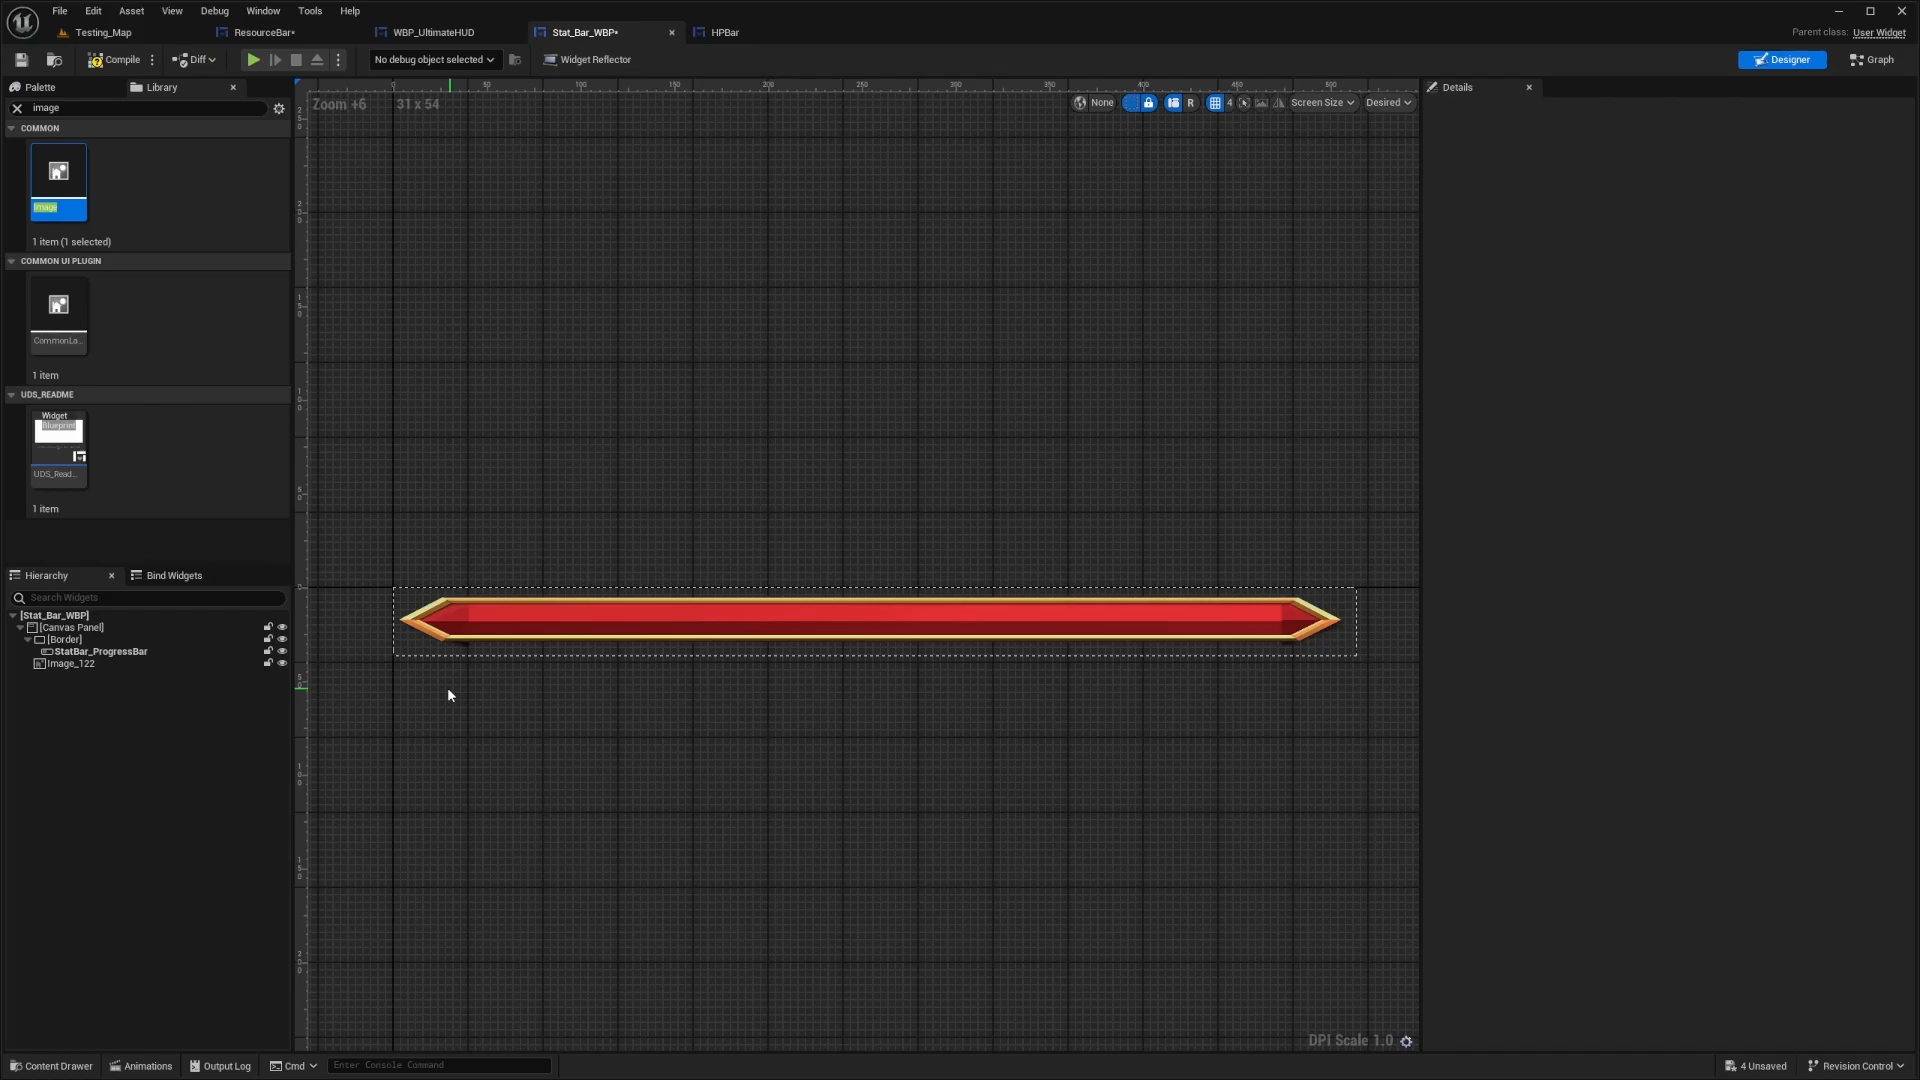 File Edit Asset View Debug Window Tools Help
Testing_Map ResourceBar* WBP_UltimateHUD Stat_Bar_WBP* HPBar
Parent class: User Widget
Compile Diff No debug object selected Widget Reflector Designer Graph
Palette Library Details
image
Zoom +6 31 x 54 None R 4 Screen Size Desired
0 50 100 150 200 250 300 350 400 450 500
COMMON
Image
1 item (1 selected)
COMMON UI PLUGIN
CommonLa...
1 item
UDS_README
Widget
Blueprint
UDS_Read...
1 item
Hierarchy Bind Widgets
Search Widgets
[Stat_Bar_WBP]
[Canvas Panel]
[Border]
StatBar_ProgressBar
Image_122
DPI Scale 1.0
Content Drawer Animations Output Log Cmd Enter Console Command 4 Unsaved Revision Control